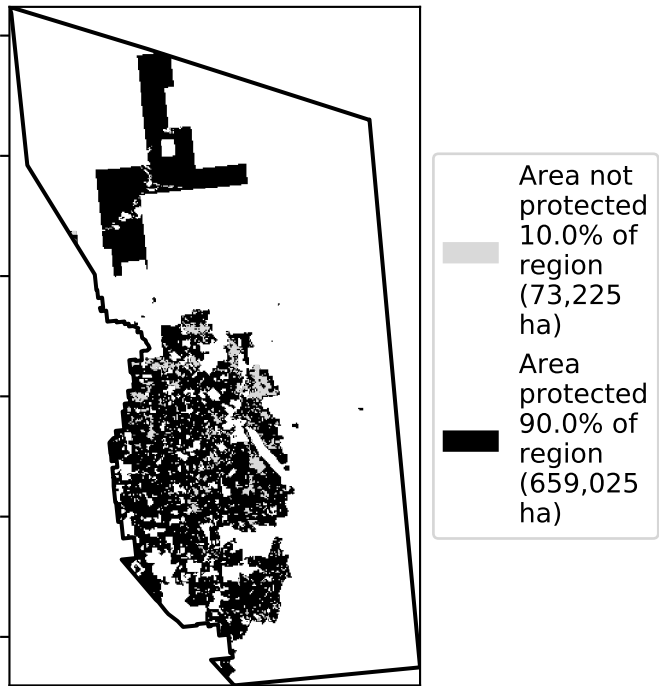 Area not
protected
10.0% of
region
(73,225
ha)
Area
protected
90.0% of
region
(659,025
ha)